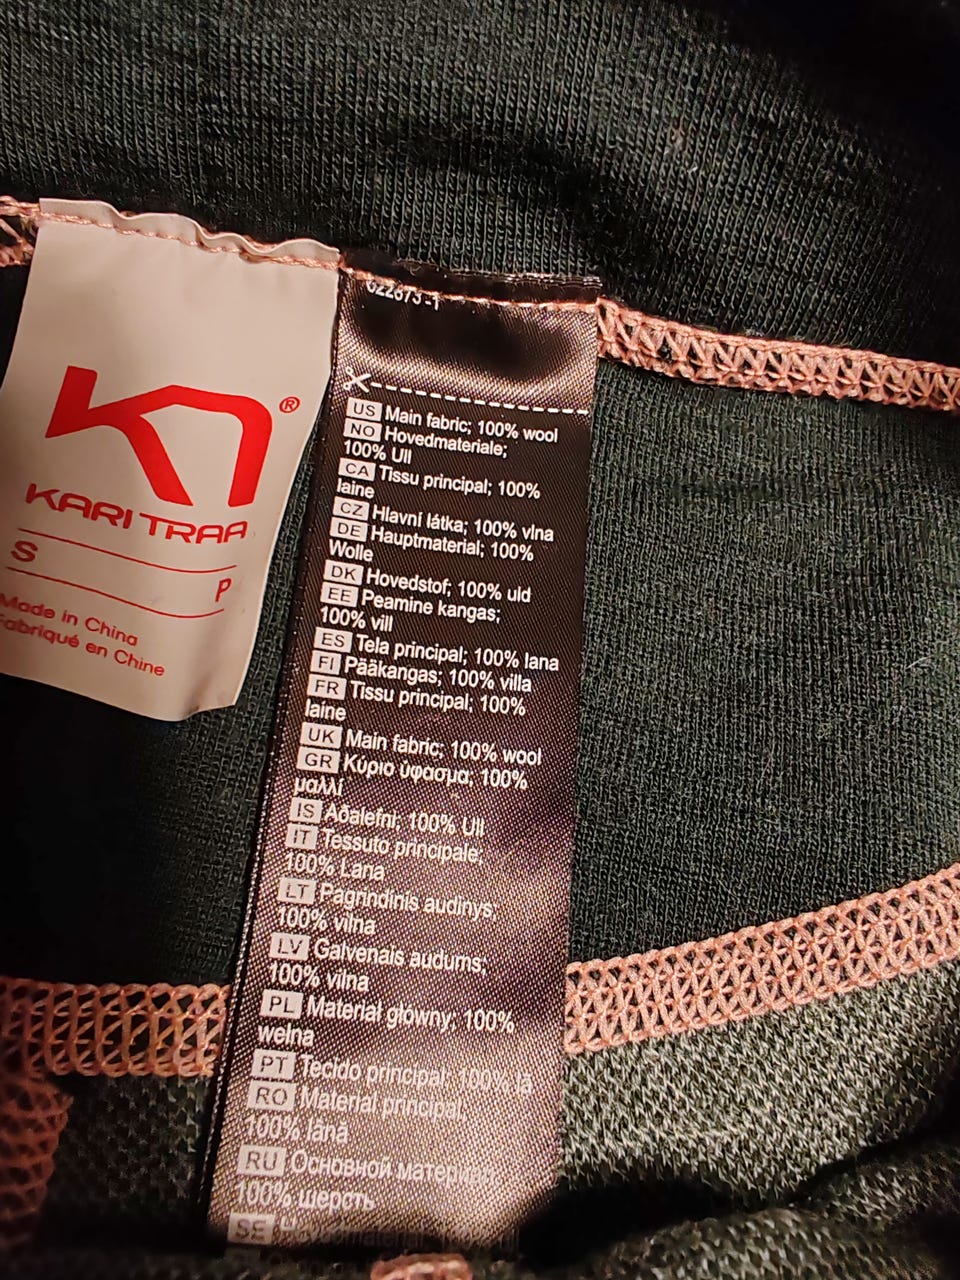 KARI TRAA
S P
Made in China
Fabriqué en Chine
622873-1
US Main fabric; 100% wool
NO Hovedmateriale;
100% Ull
CA Tissu principal; 100%
laine
CZ Hlavní látka; 100% vlna
DE Hauptmaterial; 100%
Wolle
DK Hovedstof; 100% uld
EE Peamine kangas;
100% vill
ES Tela principal; 100% lana
FI Pääkangas; 100% villa
FR Tissu principal; 100%
laine
UK Main fabric; 100% wool
GR Κύριο ύφασμα; 100%
μαλλί
IS Aðalefni; 100% Ull
IT Tessuto principale;
100% Lana
LT Pagrindinis audinys;
100% vilna
LV Galvenais audums;
100% vilna
PL Materiał główny; 100%
wełna
PT Tecido principal; 100% lã
RO Material principal;
100% lână
RU Основной материал;
100% шерсть
SE